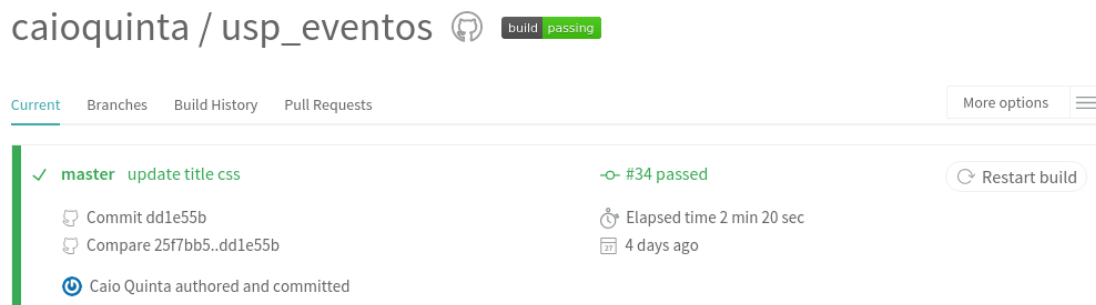 caioquinta / usp_eventos build passing
Current Branches Build History Pull Requests More options
master update title css #34 passed Restart build
Commit dd1e55b Elapsed time 2 min 20 sec
Compare 25f7bb5..dd1e55b 27 4 days ago
Caio Quinta authored and committed